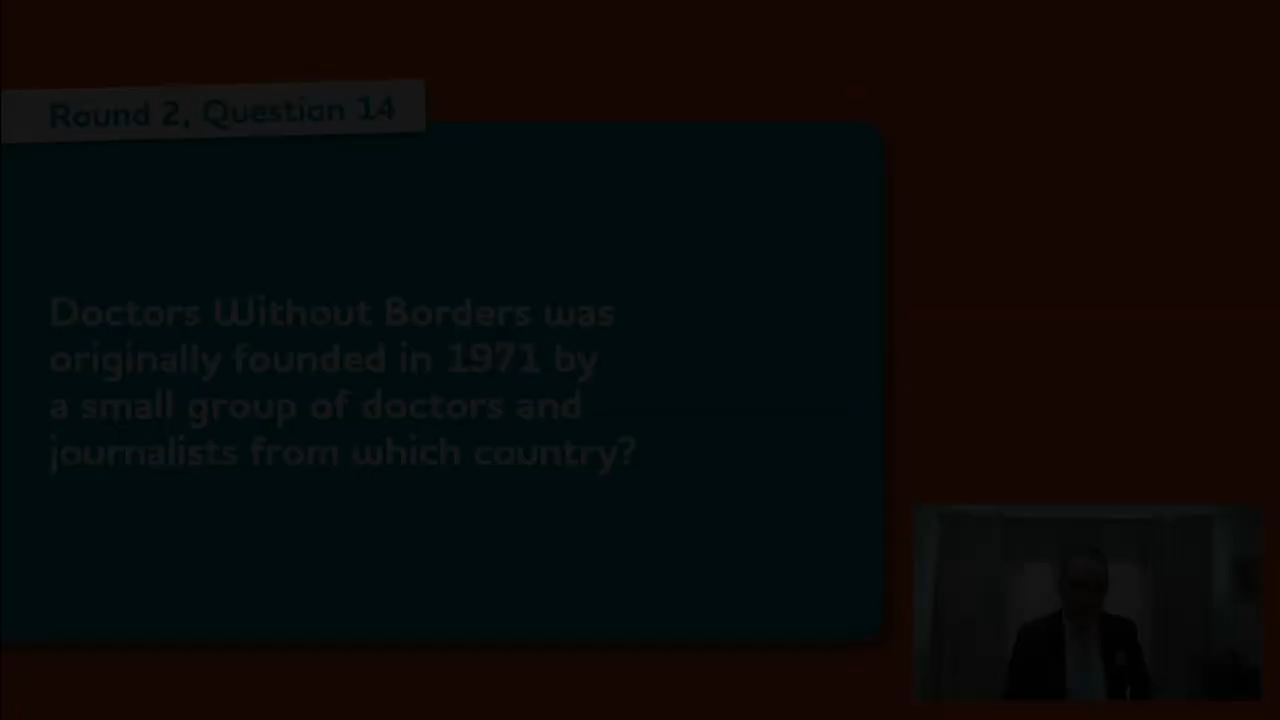 Round 2, Question 14
Doctors Without Borders was
originally founded in 1971 by
a small group of doctors and
journalists from which country?